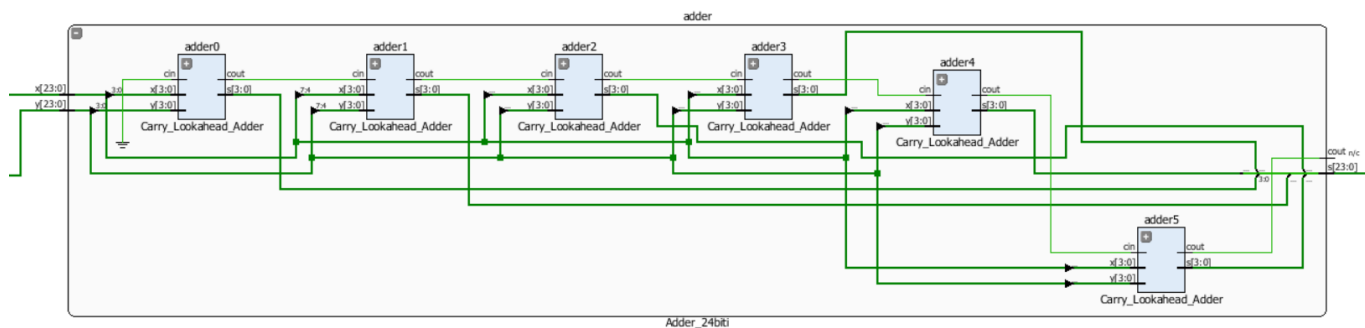 adder
adder0
cin
cout
x[3:0]
s[3:0]
y[3:0]
Carry_Lookahead_Adder
adder1
cin
cout
x[3:0]
s[3:0]
y[3:0]
Carry_Lookahead_Adder
adder2
cin
cout
x[3:0]
s[3:0]
y[3:0]
Carry_Lookahead_Adder
adder3
cin
cout
x[3:0]
s[3:0]
y[3:0]
Carry_Lookahead_Adder
adder4
cin
cout
x[3:0]
s[3:0]
y[3:0]
Carry_Lookahead_Adder
x[23:0]
y[23:0]
3:0
3:0
7:4
7:4
cout n/c
s[23:0]
3:0
adder5
cin
cout
x[3:0]
s[3:0]
y[3:0]
Carry_Lookahead_Adder
Adder_24biti